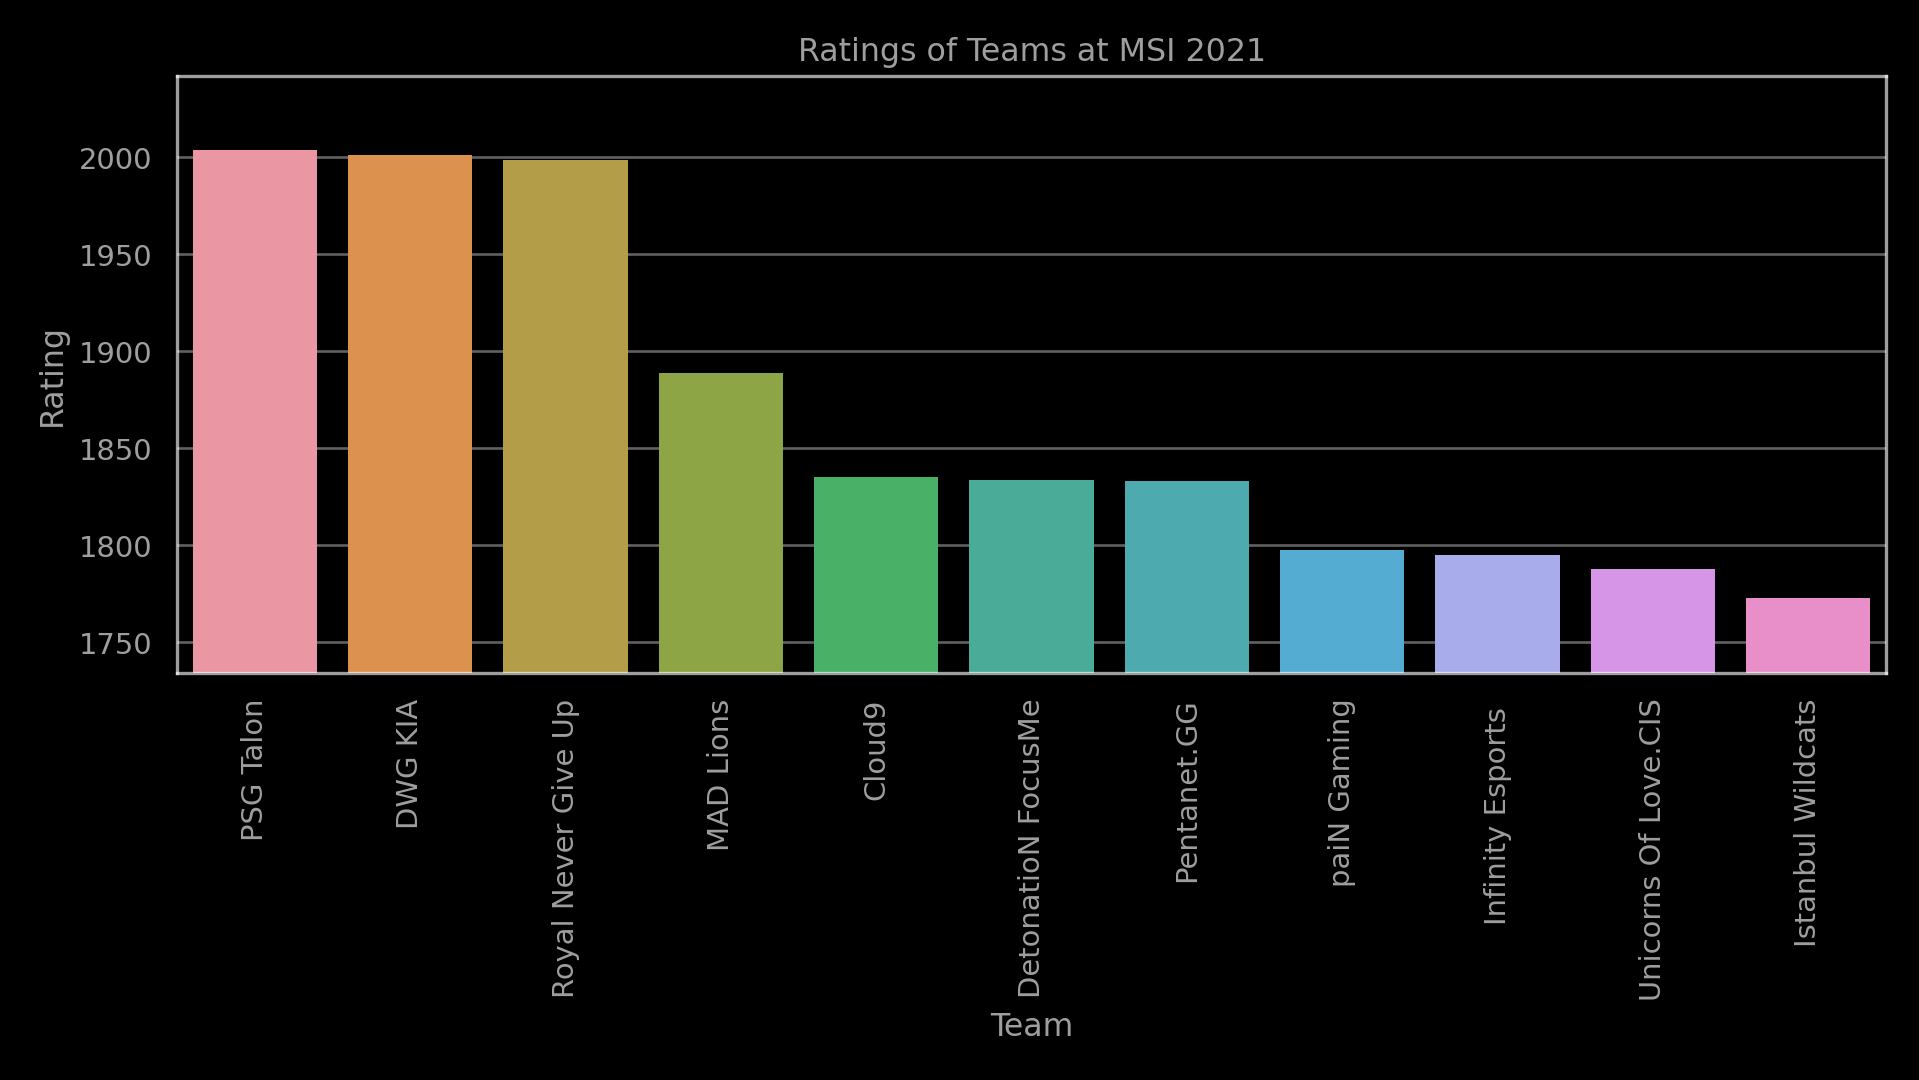 Ratings of Teams at MSI 2021
Rating
2000
1950
1900
1850
1800
1750
PSG Talon
DWG KIA
Royal Never Give Up
MAD Lions
Cloud9
DetonatioN FocusMe
Pentanet.GG
paiN Gaming
Infinity Esports
Unicorns Of Love.CIS
Istanbul Wildcats
Team